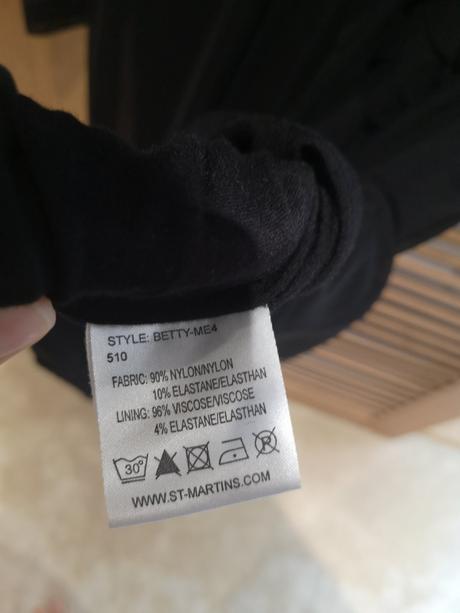 STYLE: BETTY-ME4
510
FABRIC: 90% NYLON/NYLON
10% ELASTANE/ELASTHAN
LINING: 96% VISCOSE/VISCOSE
4% ELASTANE/ELASTHAN
30°
WWW.ST-MARTINS.COM